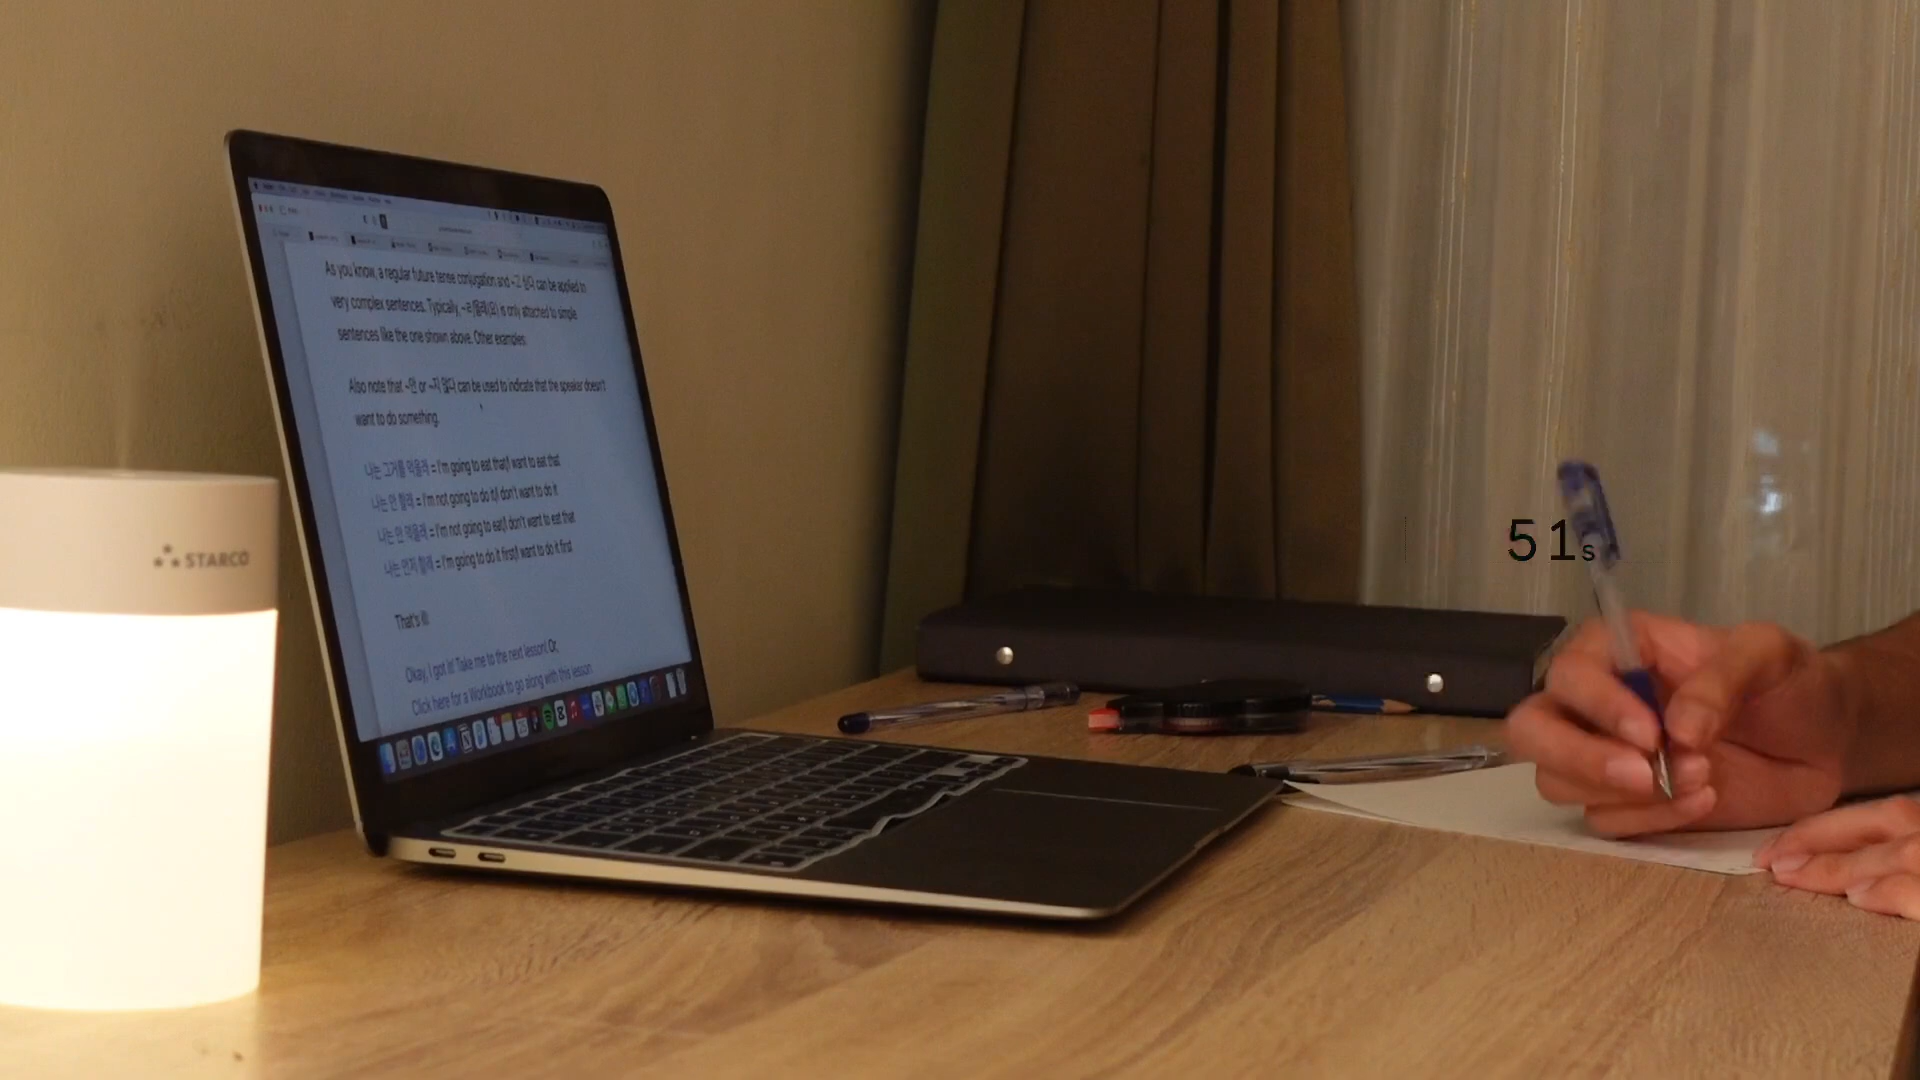 As you know, a regular future tense conjugation and ~고 싶다 can be applied to
very complex sentences. Typically, ~ㄹ/을래(요) is only attached to simple
sentences like the one shown above. Other examples:
Also note that ~안 or ~지 않다 can be used to indicate that the speaker doesn't
want to do something.
나는 그거를 먹을래 = I'm going to eat that/I want to eat that
나는 안 할래 = I'm not going to do it/I don't want to do it
나는 안 먹을래 = I'm not going to eat/I don't want to eat that
나는 먼저 할래 = I'm going to do it first/I want to do it first
That's it!
Okay, I got it! Take me to the next lesson! Or,
Click here for a Workbook to go along with this lesson.
STARCO
51s